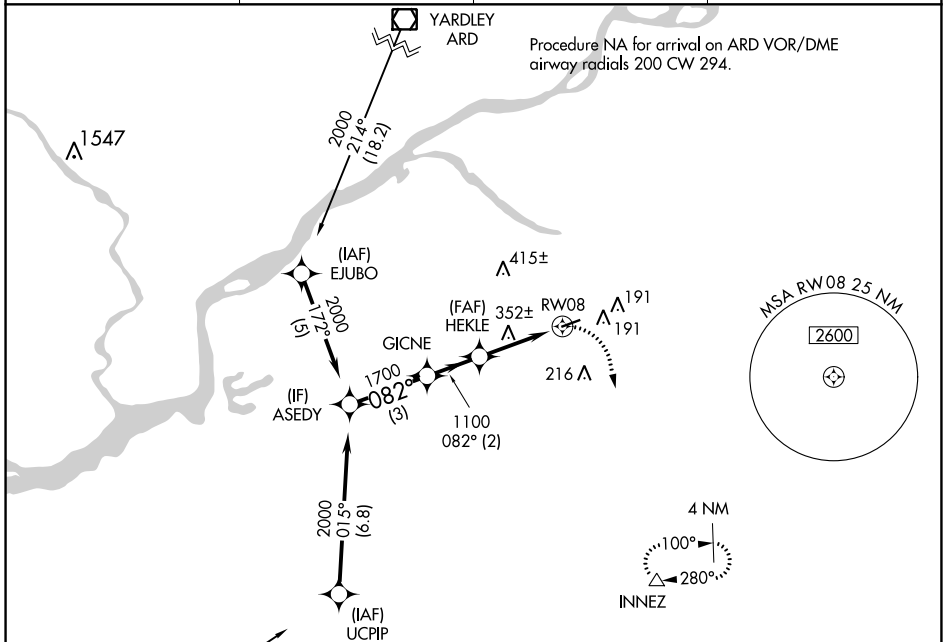 YARDLEY
ARD
Procedure NA for arrival on ARD VOR/DME
airway radials 200 CW 294.
2000
214°
(18.2)
1547
(IAF)
EJUBO
2000
172°
(5)
415±
(FAF)
HEKLE
352±
RW08
191
191
GICNE
216
MSA RW08 25 NM
2600
(IF)
ASEDY
1700
082°
(3)
1100
082° (2)
2000
015°
(6.8)
4 NM
100°
280°
INNEZ
(IAF)
UCPIP